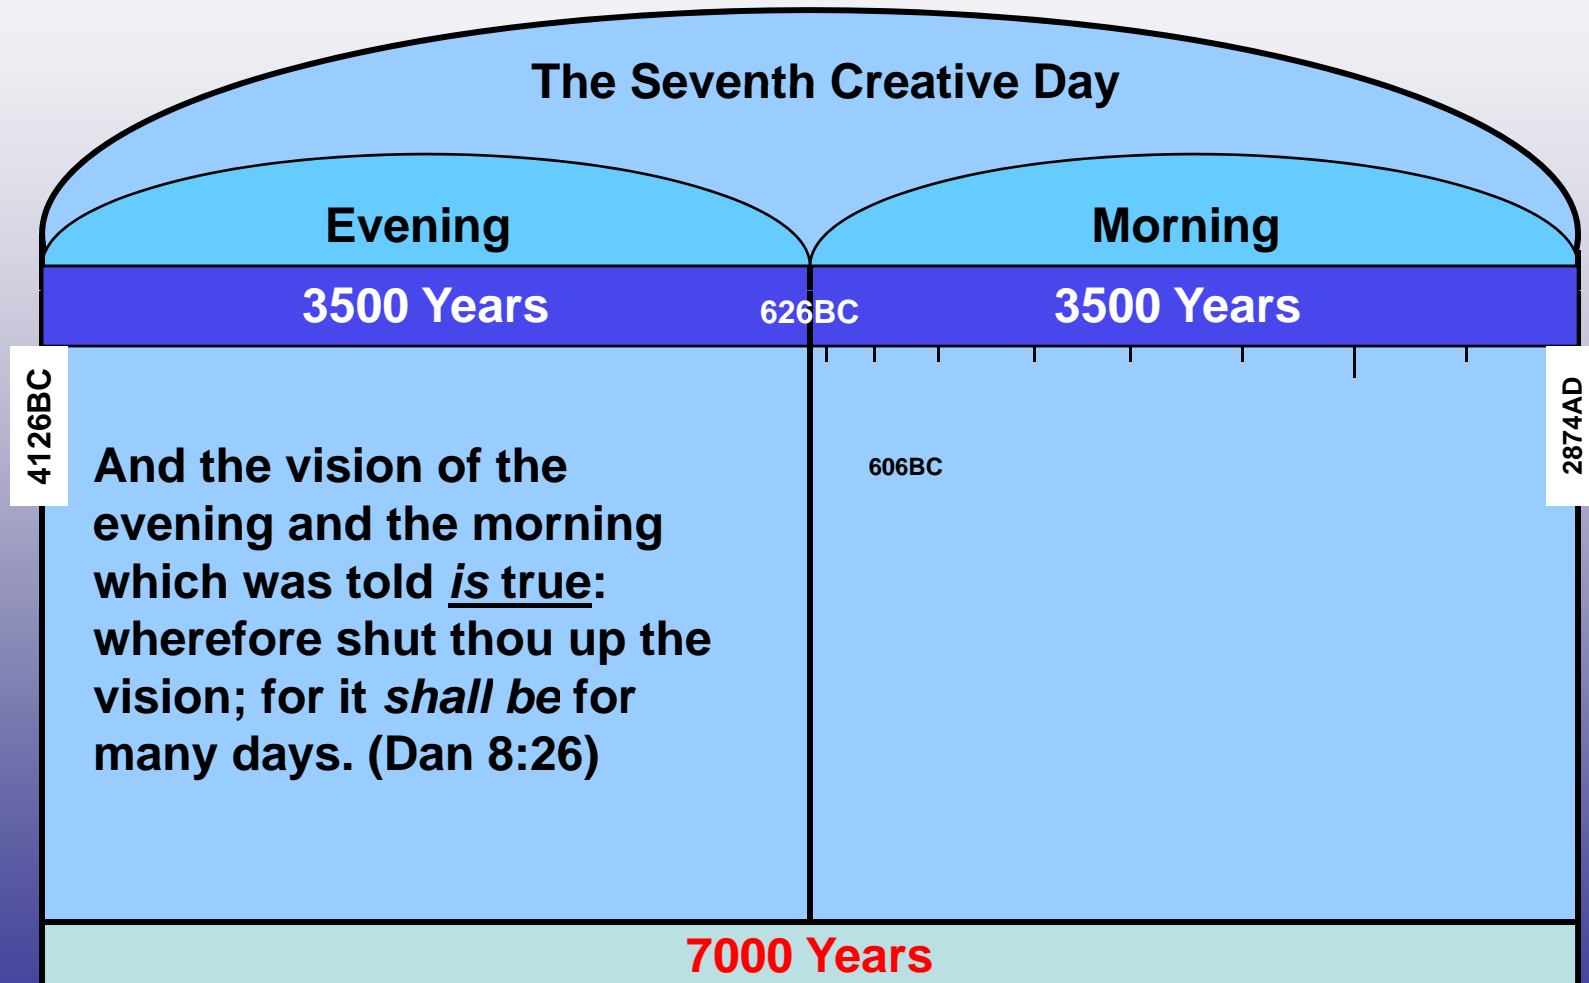 The Seventh Creative Day
Evening
Morning
3500 Years
626BC
3500 Years
4126BC
2874AD
And the vision of the
evening and the morning
which was told is true:
wherefore shut thou up the
vision; for it shall be for
many days. (Dan 8:26)
606BC
7000 Years